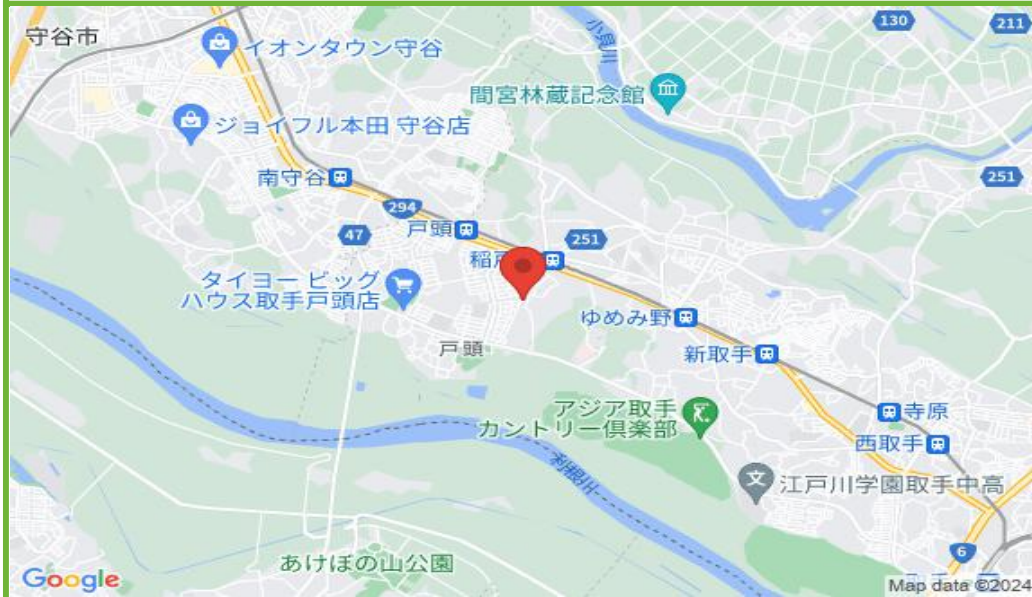 守谷市
130
211
イオンタウン守谷
小貝川
間宮林蔵記念館
ジョイフル本田 守谷店
南守谷
251
294
戸頭
47
251
タイヨー ビッグ
ハウス取手戸頭店
ゆめみ野
戸頭
新取手
アジア取手
カントリー倶楽部
寺原
西取手
利根川
江戸川学園取手中高
あけぼの山公園
6
Google
Map data ©2024